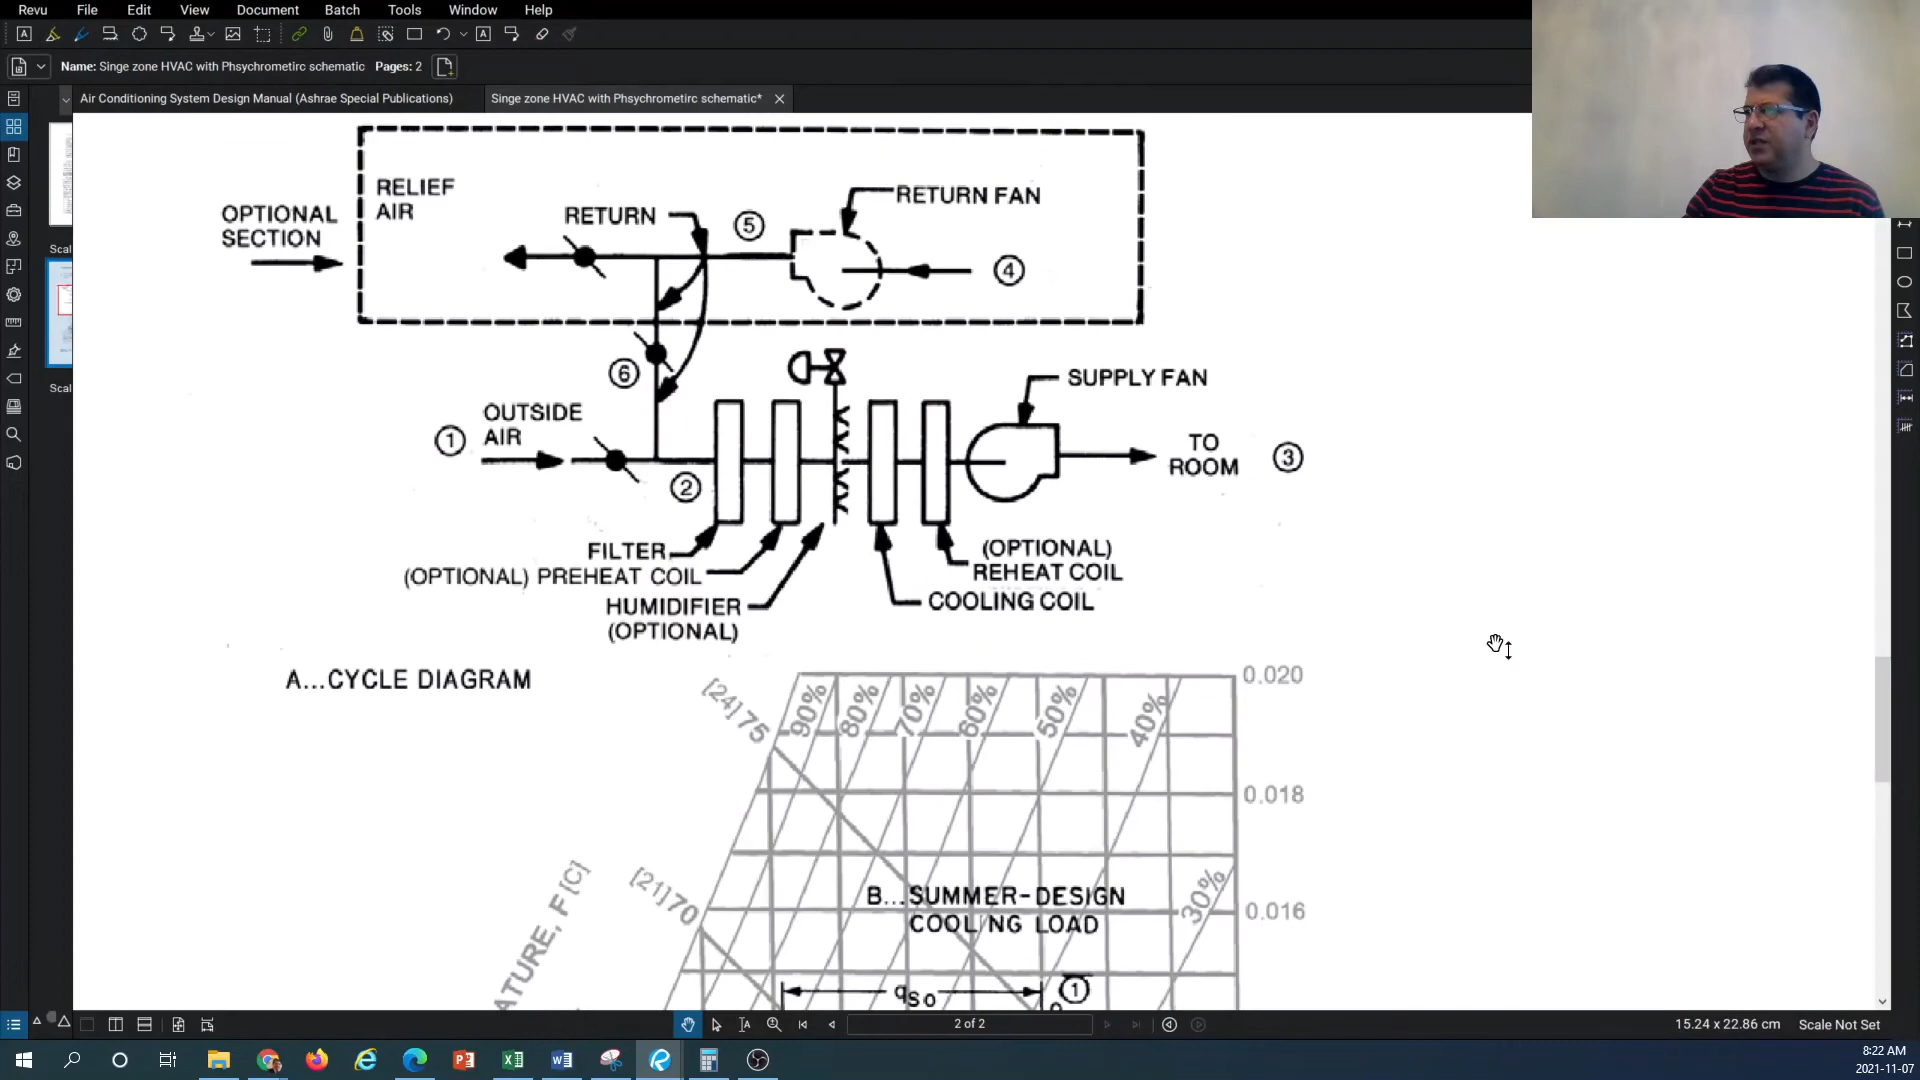 Revu File Edit View Document Batch Tools Window Help
Name: Singe zone HVAC with Phsychrometirc schematic Pages: 2
Air Conditioning System Design Manual (Ashrae Special Publications)
Singe zone HVAC with Phsychrometirc schematic*
Scal
Scal
OPTIONAL
SECTION
RELIEF
AIR
RETURN
5
RETURN FAN
4
6
OUTSIDE
AIR
1
2
SUPPLY FAN
TO
ROOM
3
FILTER
(OPTIONAL) PREHEAT COIL
HUMIDIFIER
(OPTIONAL)
(OPTIONAL)
REHEAT COIL
COOLING COIL
A...CYCLE DIAGRAM
[24]75
90%
80%
70%
60%
50%
40%
0.020
0.018
[21]70
ATURE, F [C]
B...SUMMER-DESIGN
COOL NG LOAD
30%
0.016
qso
1
2 of 2
15.24 x 22.86 cm
Scale Not Set
8:22 AM
2021-11-07